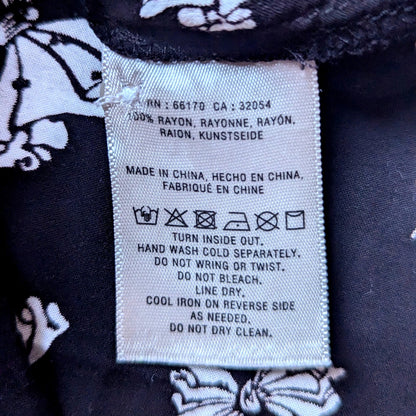 RN : 66170 CA : 32054
100% RAYON, RAYONNE, RAYÓN,
RAION, KUNSTSEIDE
MADE IN CHINA, HECHO EN CHINA,
FABRIQUÉ EN CHINE
TURN INSIDE OUT.
HAND WASH COLD SEPARATELY.
DO NOT WRING OR TWIST.
DO NOT BLEACH.
LINE DRY.
COOL IRON ON REVERSE SIDE
AS NEEDED.
DO NOT DRY CLEAN.